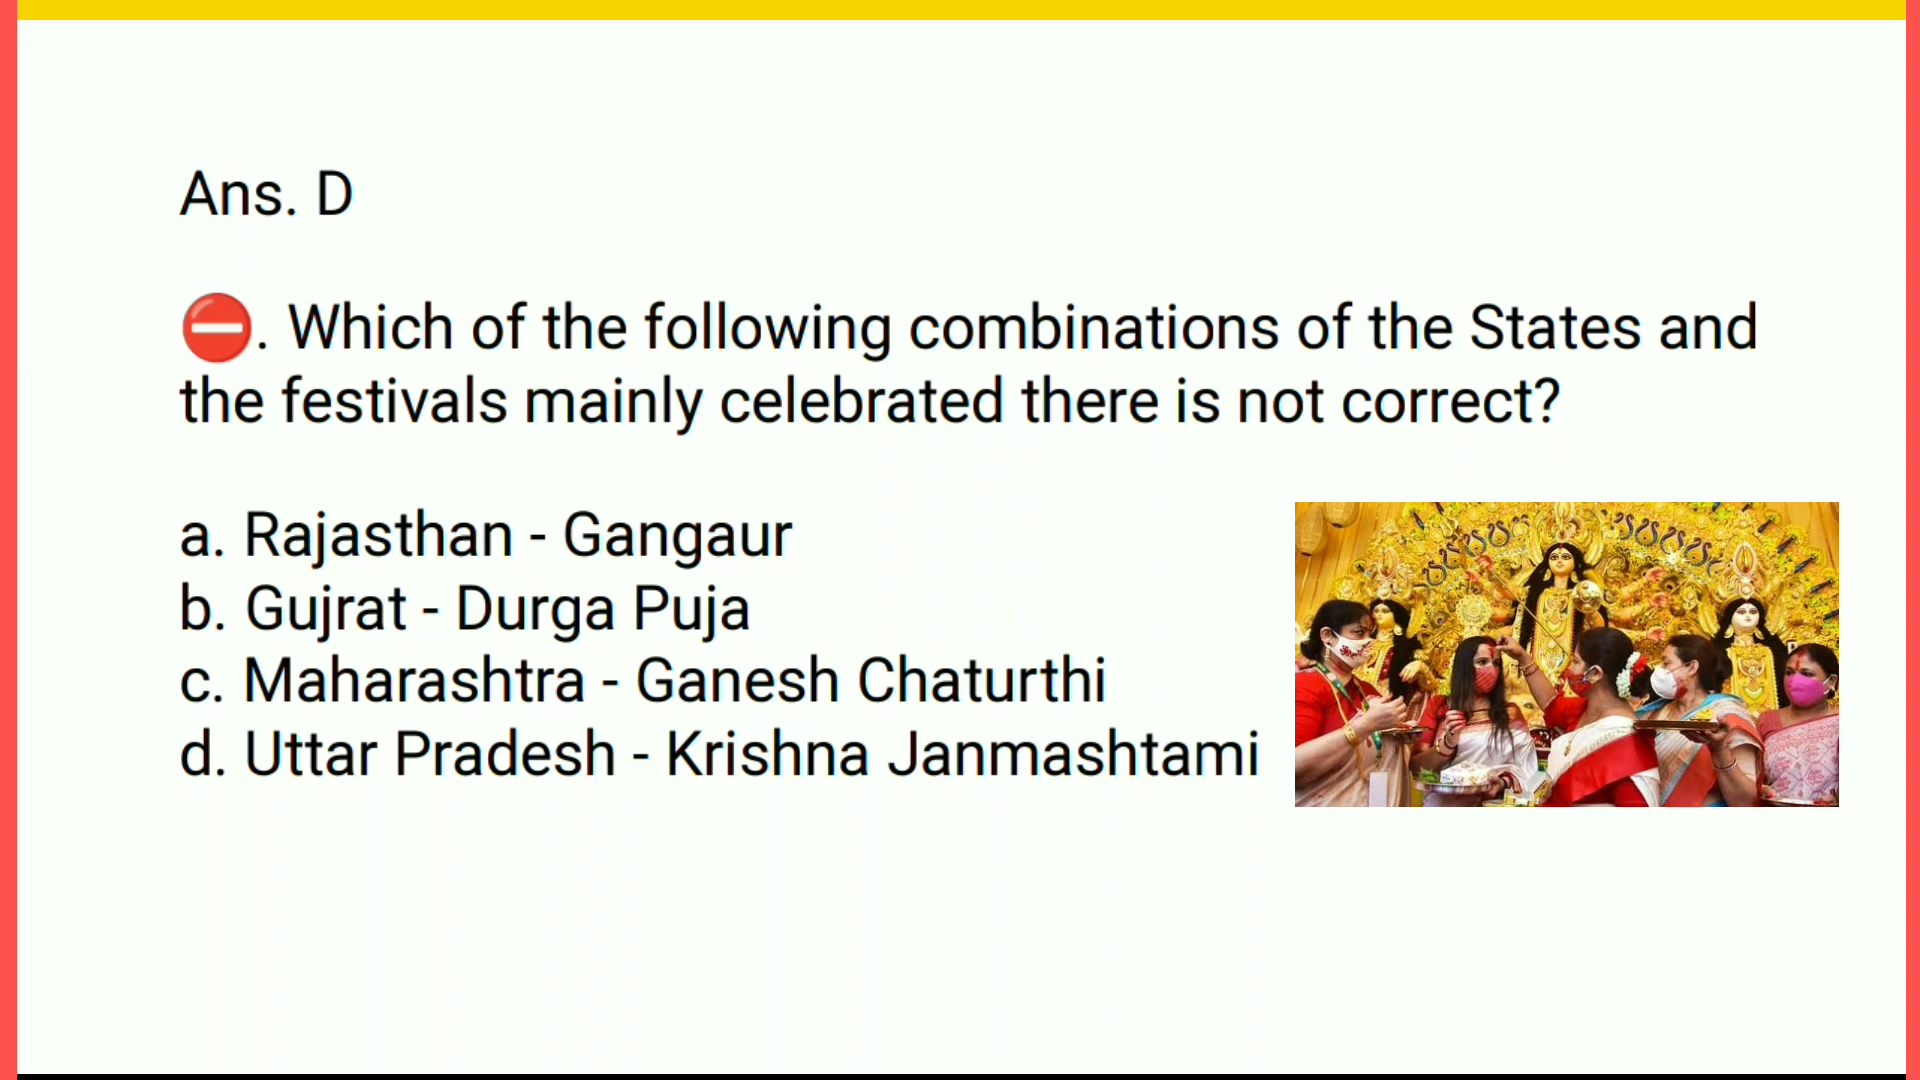 Ans. D
⛔. Which of the following combinations of the States and
the festivals mainly celebrated there is not correct?
a. Rajasthan - Gangaur
b. Gujrat - Durga Puja
c. Maharashtra - Ganesh Chaturthi
d. Uttar Pradesh - Krishna Janmashtami